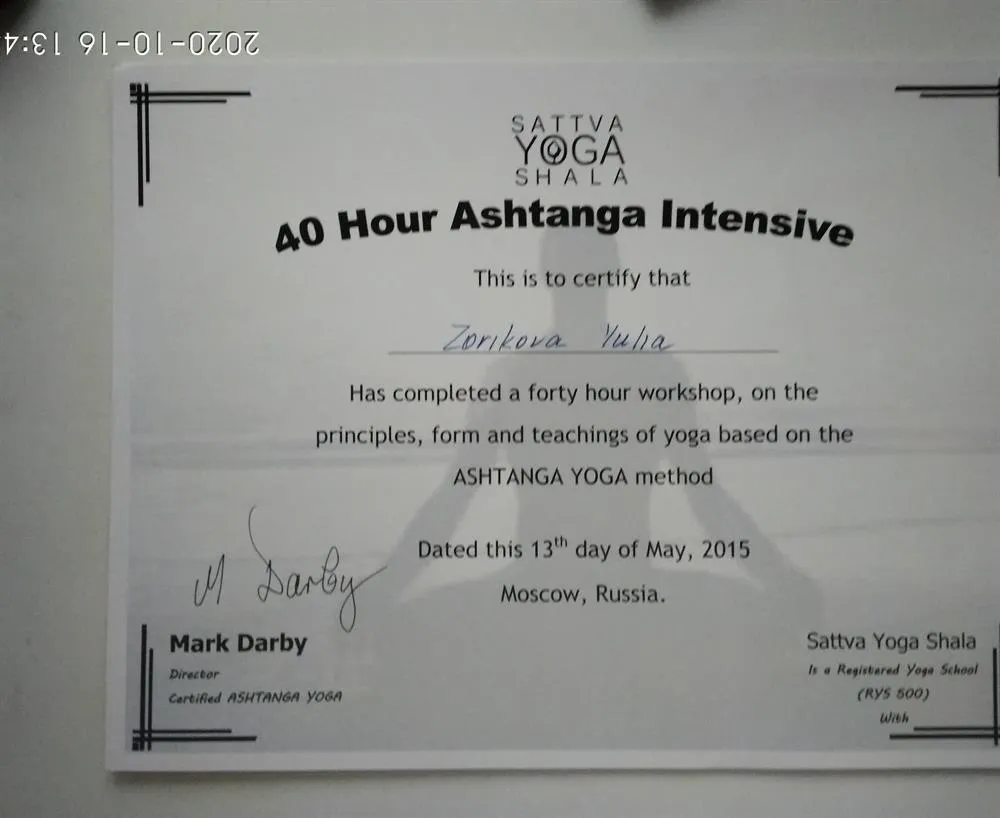 2020-10-16 13:4
SATTVA
YOGA
SHALA
40 Hour Ashtanga Intensive
This is to certify that
Zorikova Yulia
Has completed a forty hour workshop, on the
principles, form and teachings of yoga based on the
ASHTANGA YOGA method
Dated this 13th day of May, 2015
Moscow, Russia.
M Darby
Mark Darby
Director
Certified ASHTANGA YOGA
Sattva Yoga Shala
Is a Registered Yoga School
(RYS 500)
With